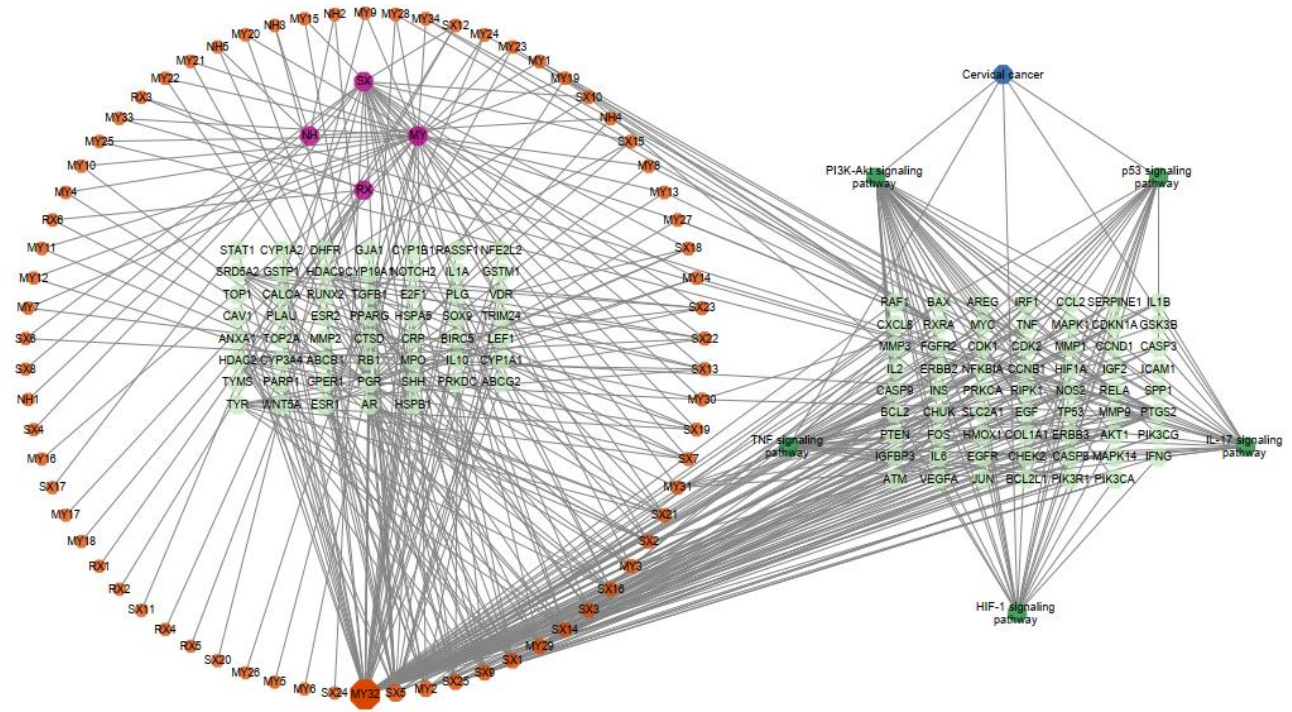 MY15 NH2 MY9 MY28 MY34 SX12 MY24 MY23 MY1 MY19 SX10 NH4 SX15 MY8 MY13 MY27 SX18 MY14 SX23 SX22 SX13 MY30 SX19 SX7 MY31 SX21 SX2 MY3 SX16 SX3 SX14 MY29 SX1 SX9 SX25 MY2 SX5 MY32 SX24 MY6 MY5 MY26 SX20 RX5 RX4 SX11 RX2 RX1 MY18 MY17 SX17 MY16 SX4 NH1 SX8 SX6 MY7 MY12 MY11 RX6 MY4 MY10 MY25 MY33 RX3 MY22 MY21 NH5 MY20 NH3
SX
NH MY
RX
STAT1 CYP1A2 DHFR GJA1 CYP1B1 RASSF1 NFE2L2
SRD5A2 GSTP1 HDAC9 CYP19A1 NOTCH2 IL1A GSTM1
TOP1 CALCA RUNX2 TGFB1 E2F1 PLG VDR
CAV1 PLAU ESR2 PPARG HSPA5 SOX9 TRIM24
ANXA1 TOP2A MMP2 CTSD CRP BIRC5 LEF1
HDAC2 CYP3A4 ABCB1 RB1 MPO IL10 CYP1A1
TYMS PARP1 GPER1 PGR SHH PRKDC ABCG2
TYR WNT5A ESR1 AR HSPB1
Cervical cancer
PI3K-Akt signaling
pathway
p53 signaling
pathway
RAF1 BAX AREG IRF1 CCL2 SERPINE1 IL1B
CXCL8 RXRA MYC TNF MAPK1 CDKN1A GSK3B
MMP3 FGFR2 CDK1 CDK2 MMP1 CCND1 CASP3
IL2 ERBB2 NFKBIA CCNB1 HIF1A IGF2 ICAM1
CASP9 INS PRKCA RIPK1 NOS2 RELA SPP1
BCL2 CHUK SLC2A1 EGF TP53 MMP9 PTGS2
PTEN FOS HMOX1 COL1A1 ERBB3 AKT1 PIK3CG
IGFBP3 IL6 EGFR CHEK2 CASP8 MAPK14 IFNG
ATM VEGFA JUN BCL2L1 PIK3R1 PIK3CA
TNF signaling
pathway
IL-17 signaling
pathway
HIF-1 signaling
pathway